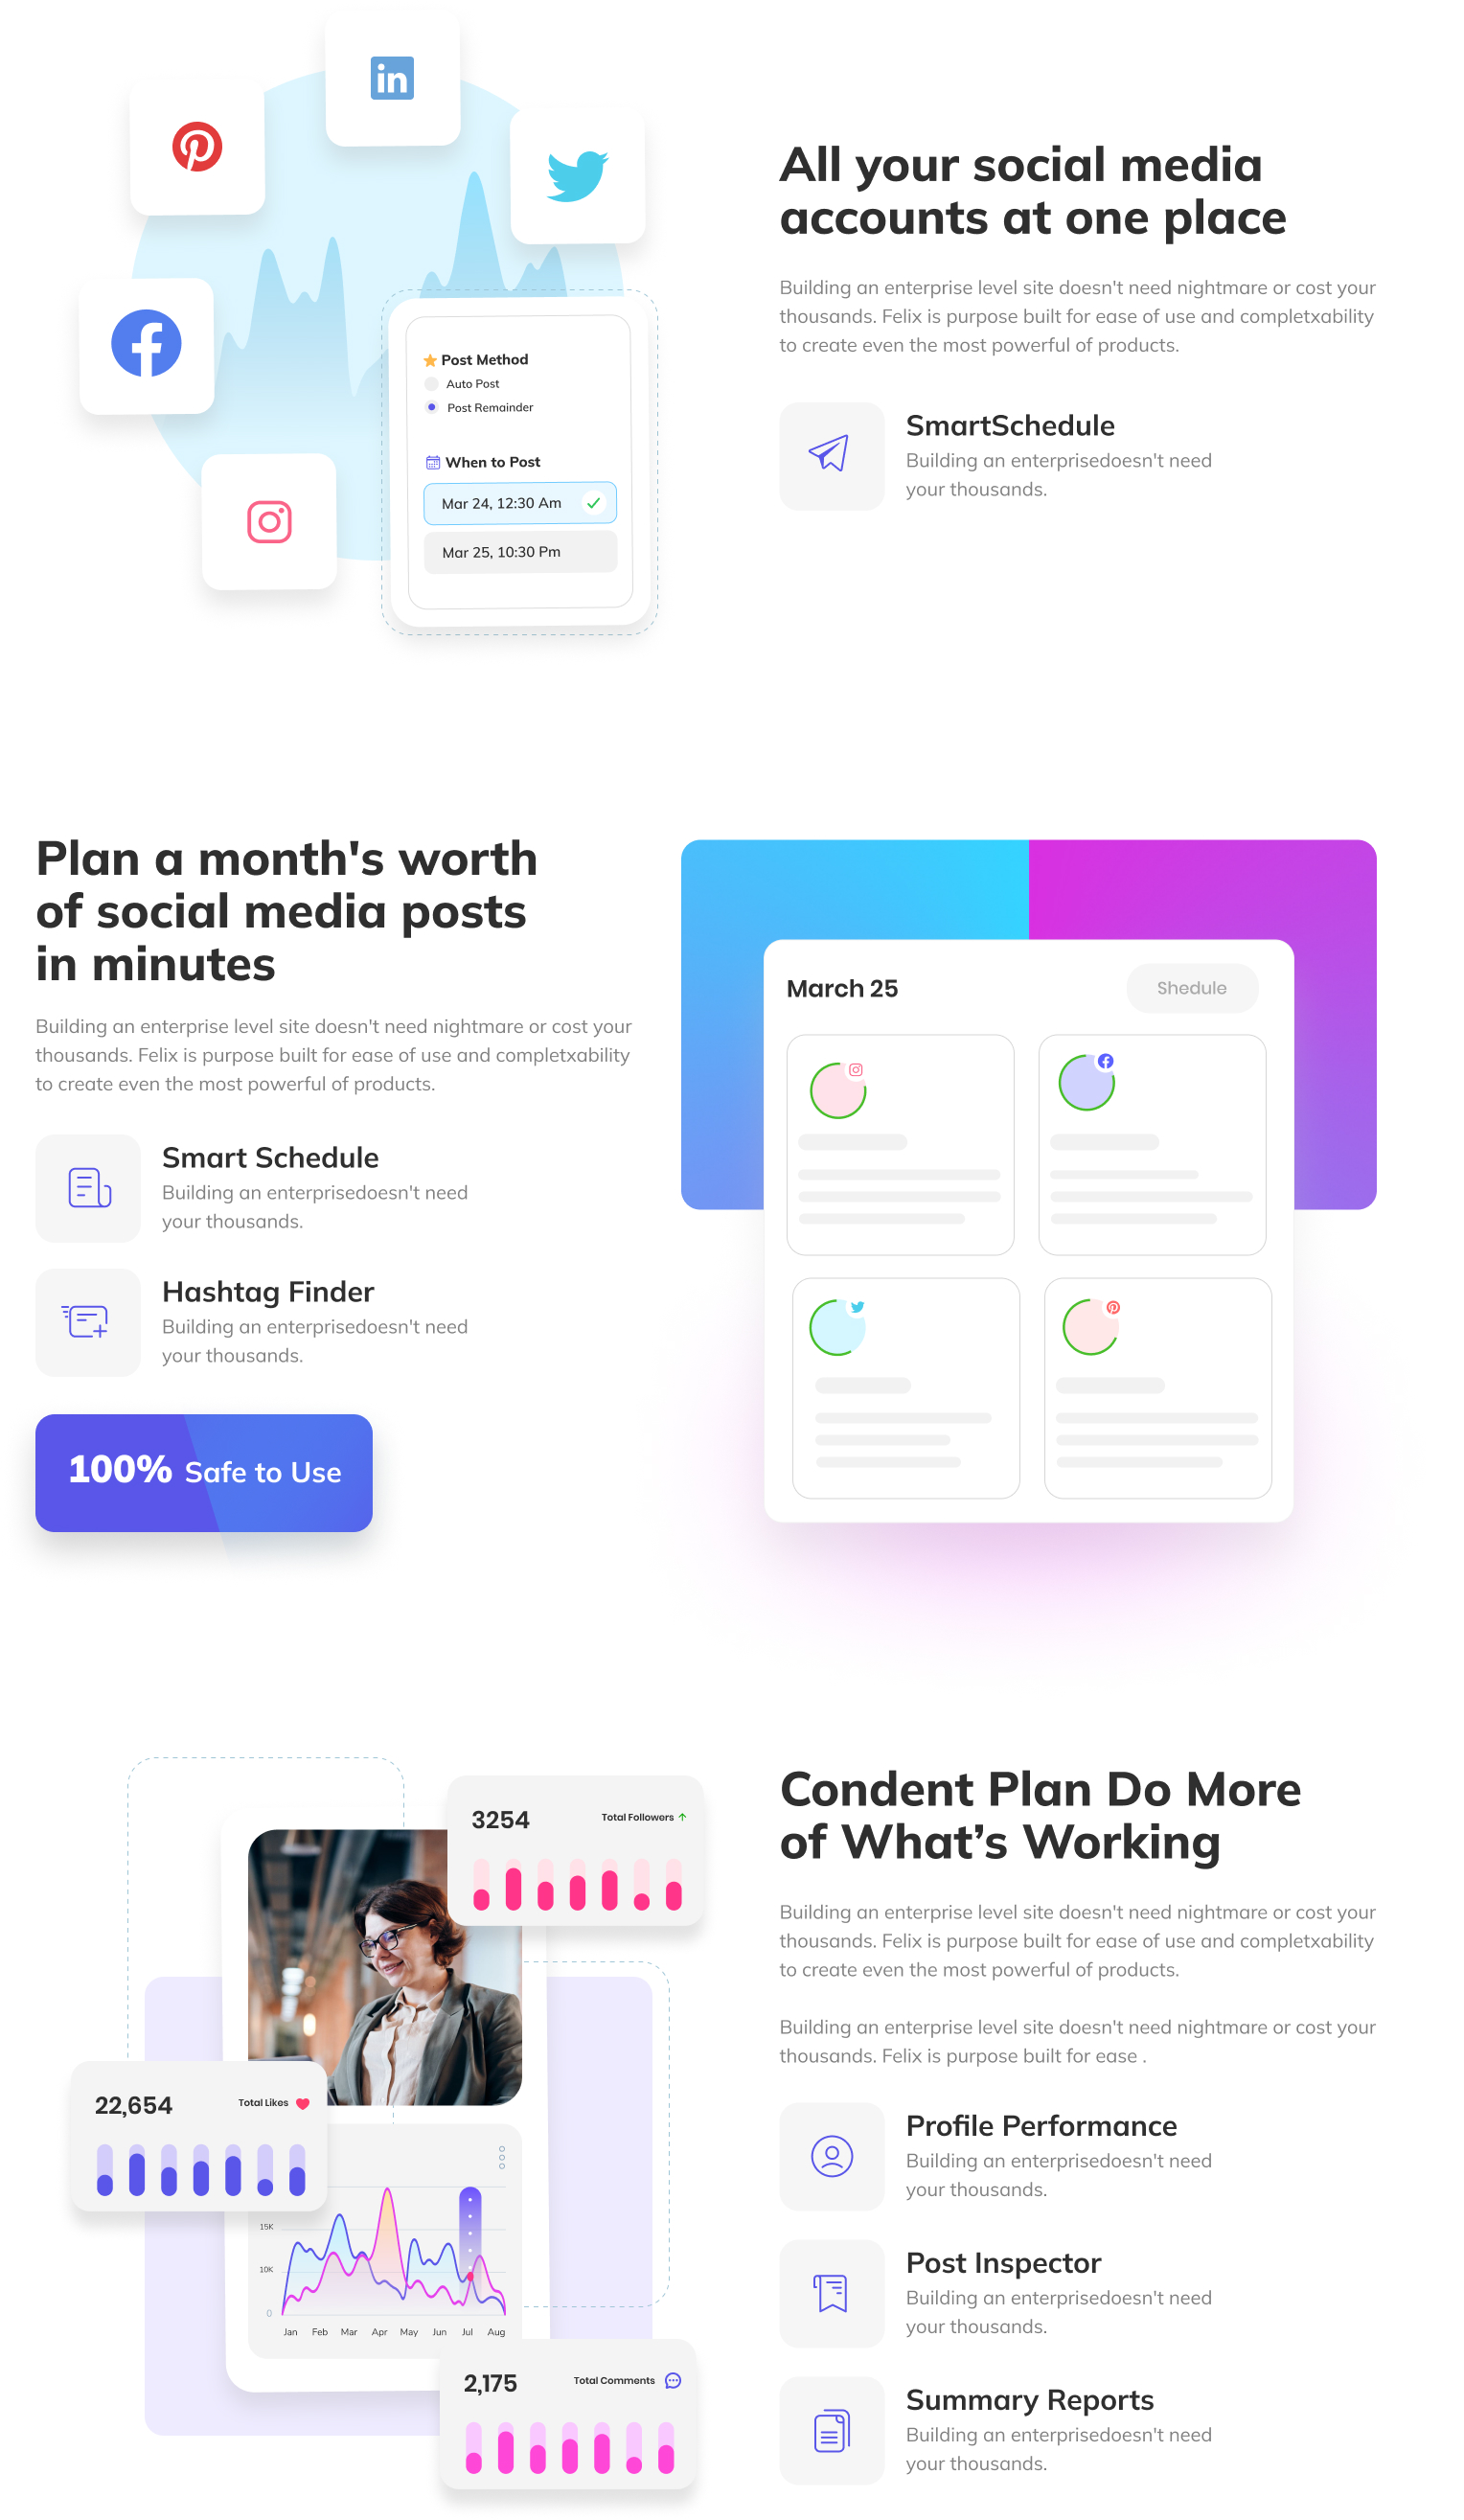 All your social media
accounts at one place
Building an enterprise level site doesn't need nightmare or cost your
thousands. Felix is purpose built for ease of use and completxability
to create even the most powerful of products.
SmartSchedule
Building an enterprisedoesn't need
your thousands.
Post Method
Auto Post
Post Remainder
When to Post
Mar 24, 12:30 Am
Mar 25, 10:30 Pm
Plan a month's worth
of social media posts
in minutes
Building an enterprise level site doesn't need nightmare or cost your
thousands. Felix is purpose built for ease of use and completxability
to create even the most powerful of products.
Smart Schedule
Building an enterprisedoesn't need
your thousands.
Hashtag Finder
Building an enterprisedoesn't need
your thousands.
100% Safe to Use
March 25
Shedule
3254
Total Followers
22,654
Total Likes
15K
10K
0
Jan Feb Mar Apr May Jun Jul Aug
2,175
Total Comments
Condent Plan Do More
of What’s Working
Building an enterprise level site doesn't need nightmare or cost your
thousands. Felix is purpose built for ease of use and completxability
to create even the most powerful of products.
Building an enterprise level site doesn't need nightmare or cost your
thousands. Felix is purpose built for ease .
Profile Performance
Building an enterprisedoesn't need
your thousands.
Post Inspector
Building an enterprisedoesn't need
your thousands.
Summary Reports
Building an enterprisedoesn't need
your thousands.